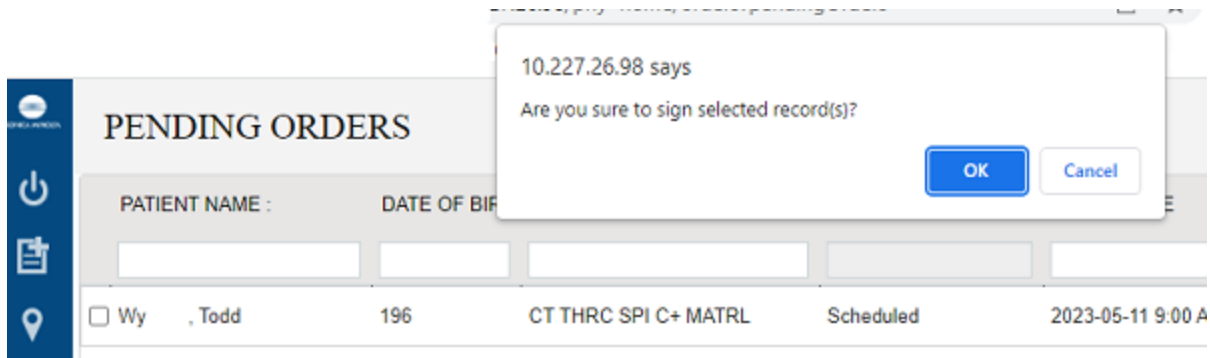 10.227.26.98 says
Are you sure to sign selected record(s)?
OK Cancel
PENDING ORDERS
PATIENT NAME : DATE OF BIR E
Wy , Todd 196 CT THRC SPI C+ MATRL Scheduled 2023-05-11 9:00 A